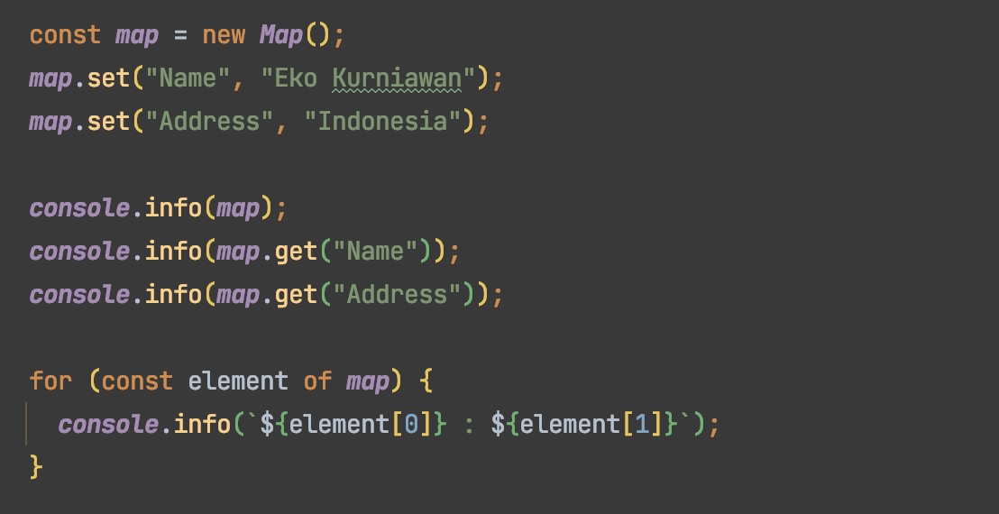 const map = new Map();
map.set("Name", "Eko Kurniawan");
map.set("Address", "Indonesia");

console.info(map);
console.info(map.get("Name"));
console.info(map.get("Address"));

for (const element of map) {
  console.info(`${element[0]} : ${element[1]}`);
}